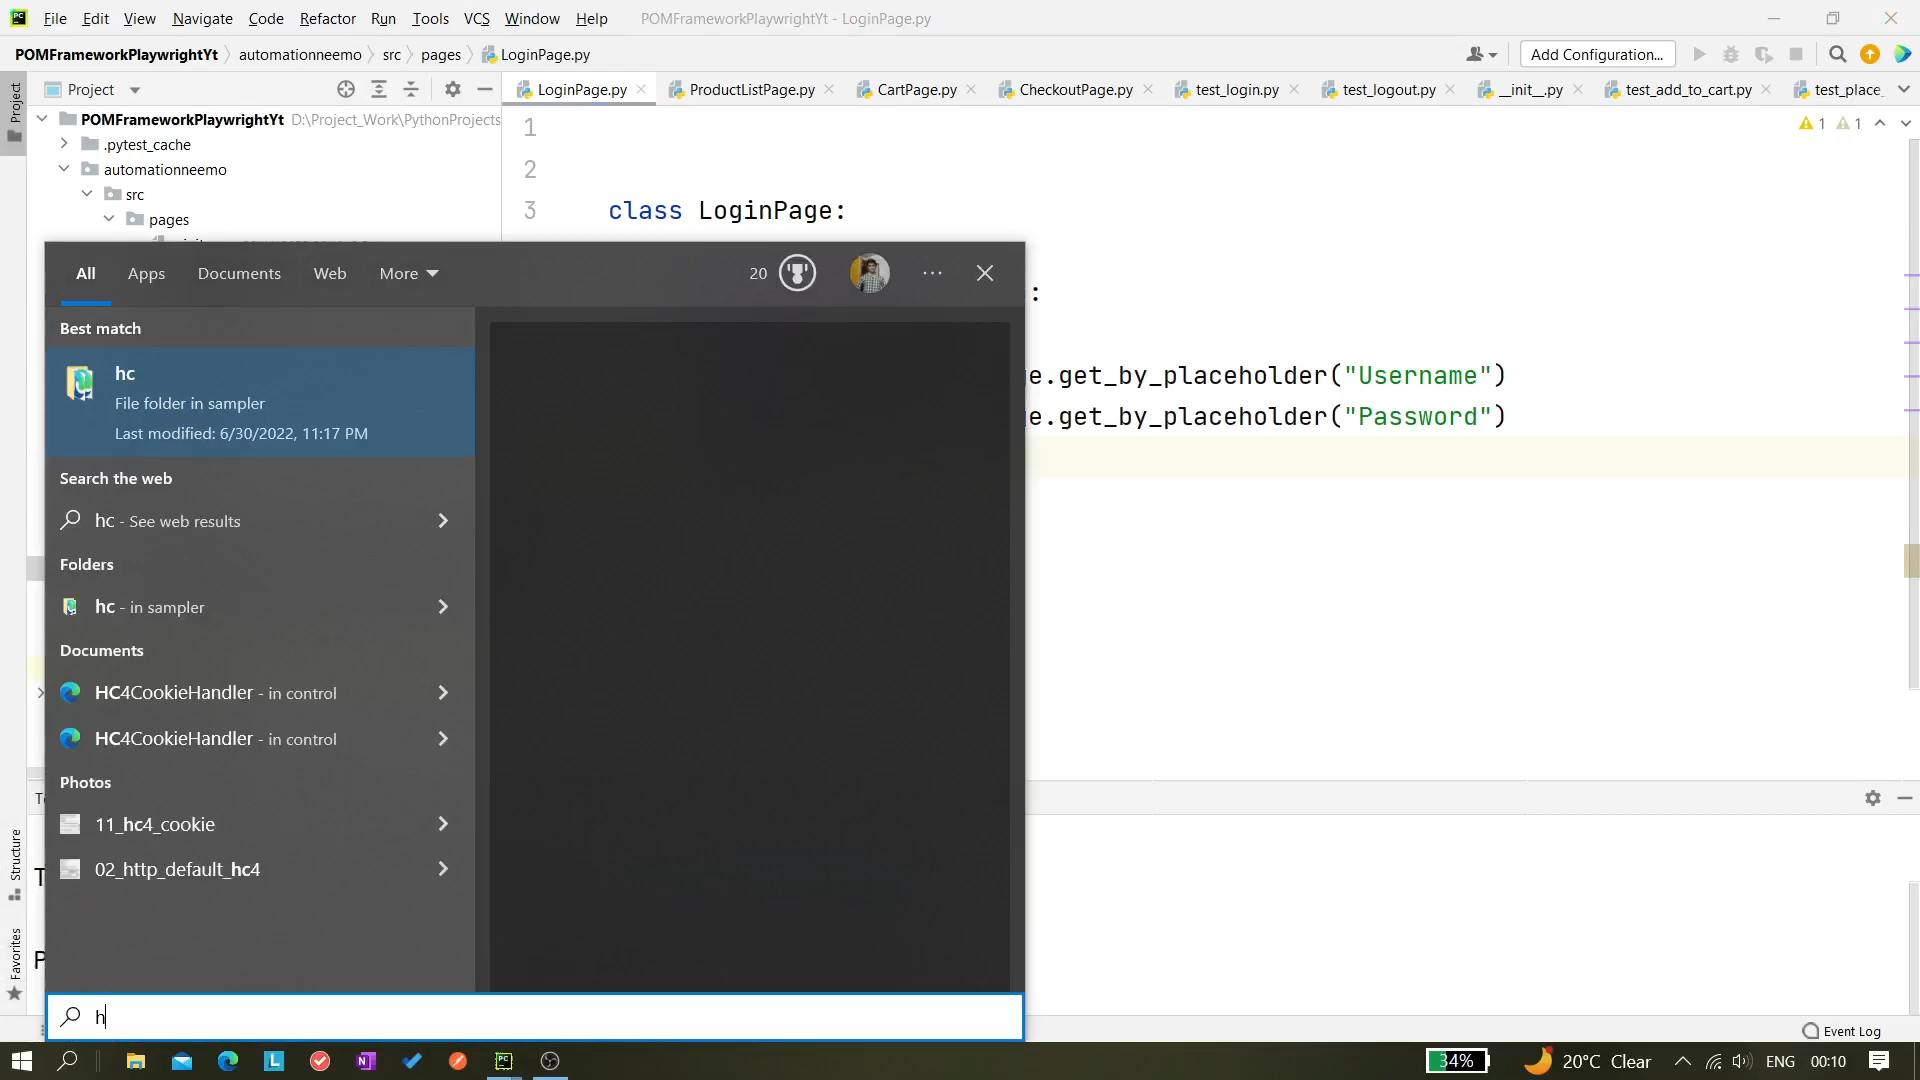 PC File Edit View Navigate Code Refactor Run Tools VCS Window Help POMFrameworkPlaywrightYt - LoginPage.py
POMFrameworkPlaywrightYt automationneemo src pages LoginPage.py Add Configuration...
Project LoginPage.py ProductListPage.py CartPage.py CheckoutPage.py test_login.py test_logout.py __init__.py test_add_to_cart.py test_place_
Project
POMFrameworkPlaywrightYt D:\Project_Work\PythonProjects
1 1
.pytest_cache
automationneemo
src
pages
1
2
3 class LoginPage:
:
e.get_by_placeholder("Username")
e.get_by_placeholder("Password")
All Apps Documents Web More 20
Best match
hc
File folder in sampler
Last modified: 6/30/2022, 11:17 PM
Search the web
hc - See web results
Folders
hc - in sampler
Documents
HC4CookieHandler - in control
HC4CookieHandler - in control
Photos
11_hc4_cookie
02_http_default_hc4
h
Structure
Favorites
T
P
Event Log
34% 20°C Clear ENG 00:10